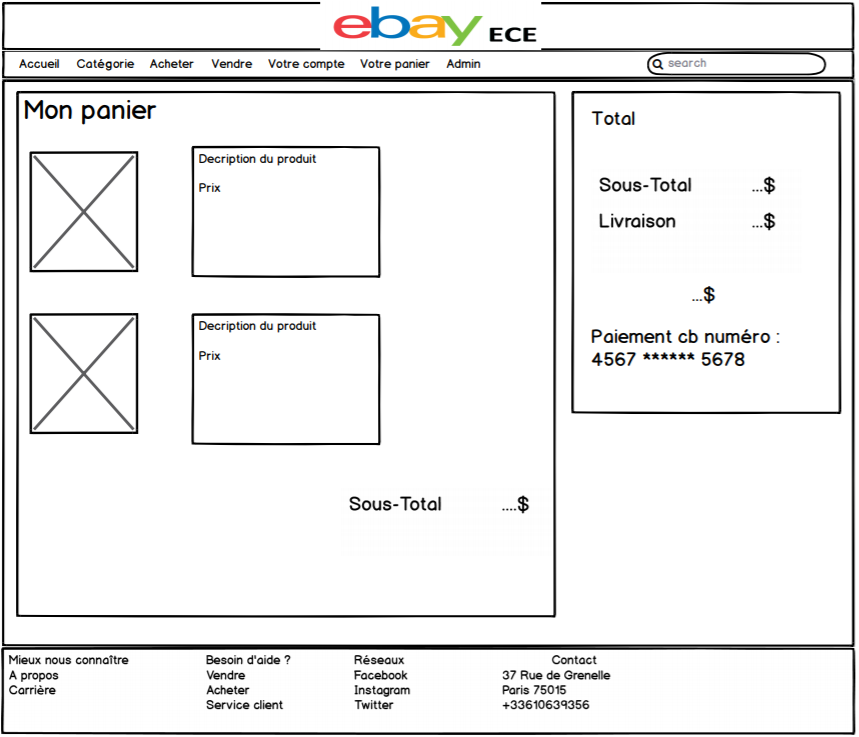 ebay ECE
Accueil Catégorie Acheter Vendre Votre compte Votre panier Admin search
Mon panier
Decription du produit
Prix
Decription du produit
Prix
Sous-Total ....$
Total
Sous-Total ...$
Livraison ...$
...$
Paiement cb numéro :
4567 ****** 5678
Mieux nous connaître
A propos
Carrière
Besoin d'aide ?
Vendre
Acheter
Service client
Réseaux
Facebook
Instagram
Twitter
Contact
37 Rue de Grenelle
Paris 75015
+33610639356